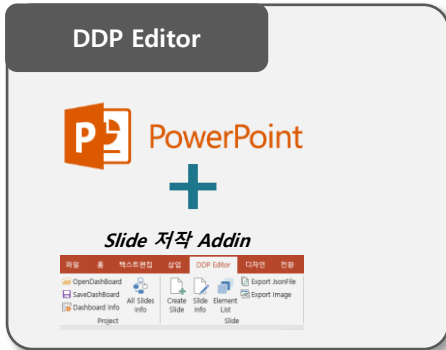 DDP Editor
P
PowerPoint
+
Slide 저작 Addin
파일 홈 텍스트편집 삽입 DDP Editor 디자인 전환
OpenDashBoard
SaveDashBoard
Dashboard Info
All Slides
Info
Project
Create
Slide
Slide
Info
Element
List
Export JsonFile
Export Image
Slide